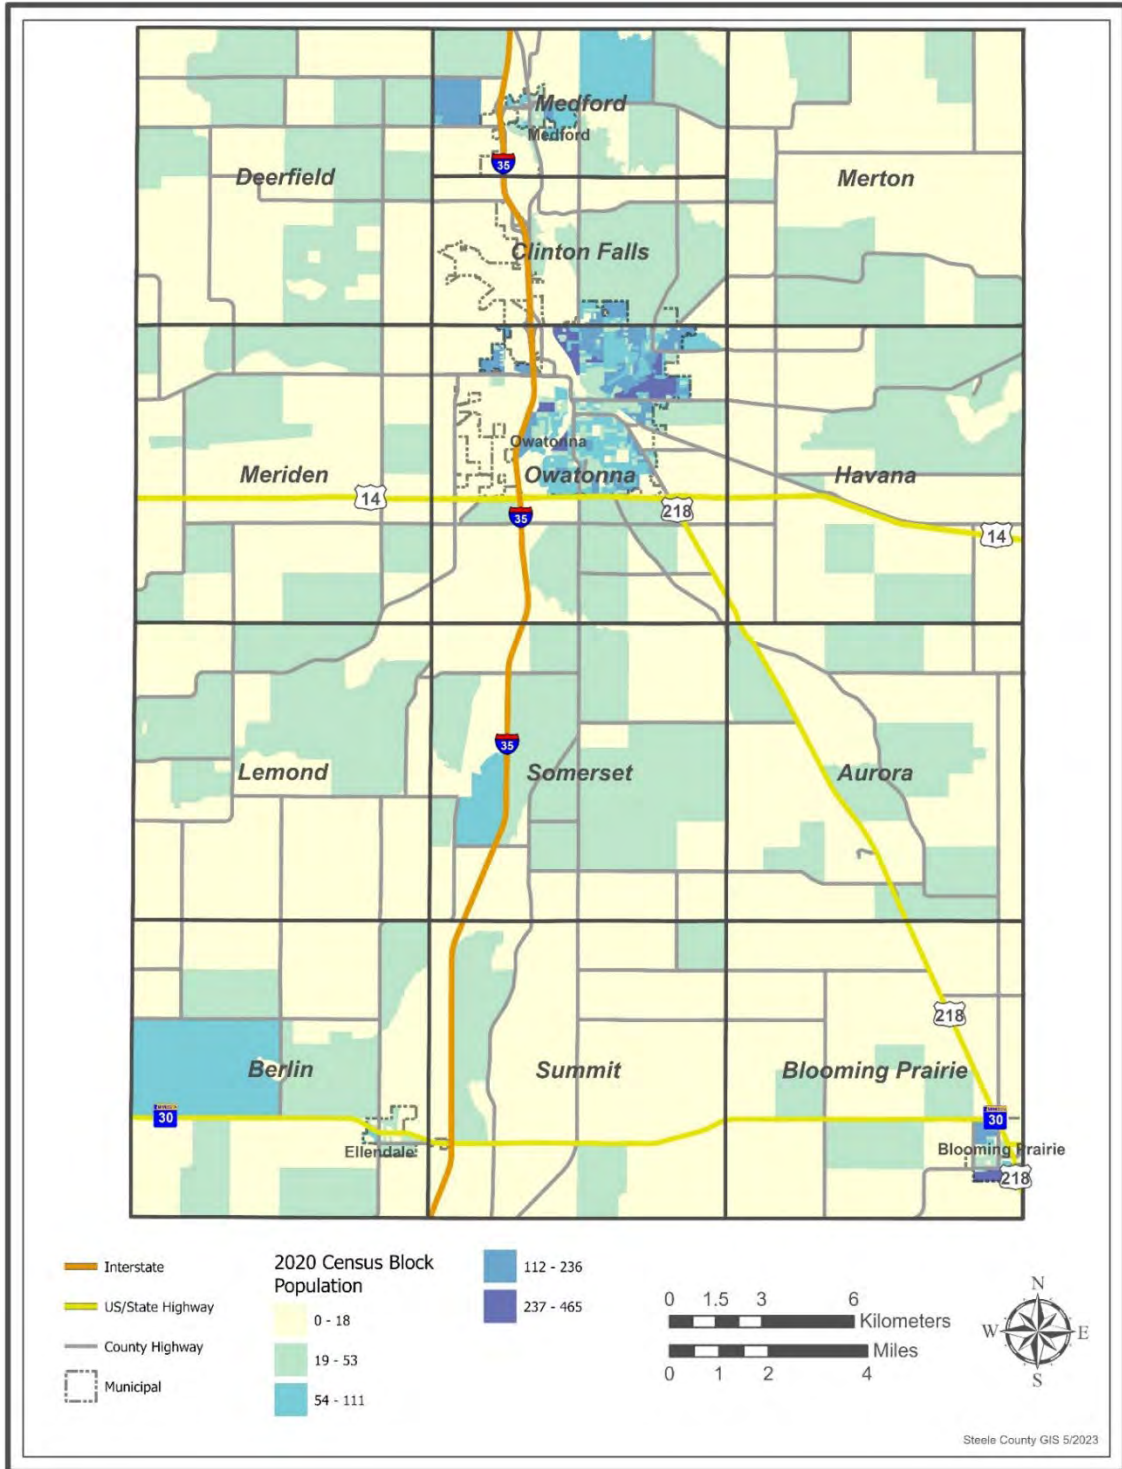 Medford
Medford
35
Deerfield
Merton
Clinton Falls
Owatonna
Meriden
Owatonna
Havana
14
218
35
14
35
Lemond
Somerset
Aurora
218
Berlin
Summit
Blooming Prairie
30
30
Ellendale
Blooming Prairie
218
Interstate
US/State Highway
County Highway
Municipal
2020 Census Block
Population
0 - 18
19 - 53
54 - 111
112 - 236
237 - 465
0 1.5 3 6
Kilometers
Miles
0 1 2 4
N
W E
S
Steele County GIS 5/2023